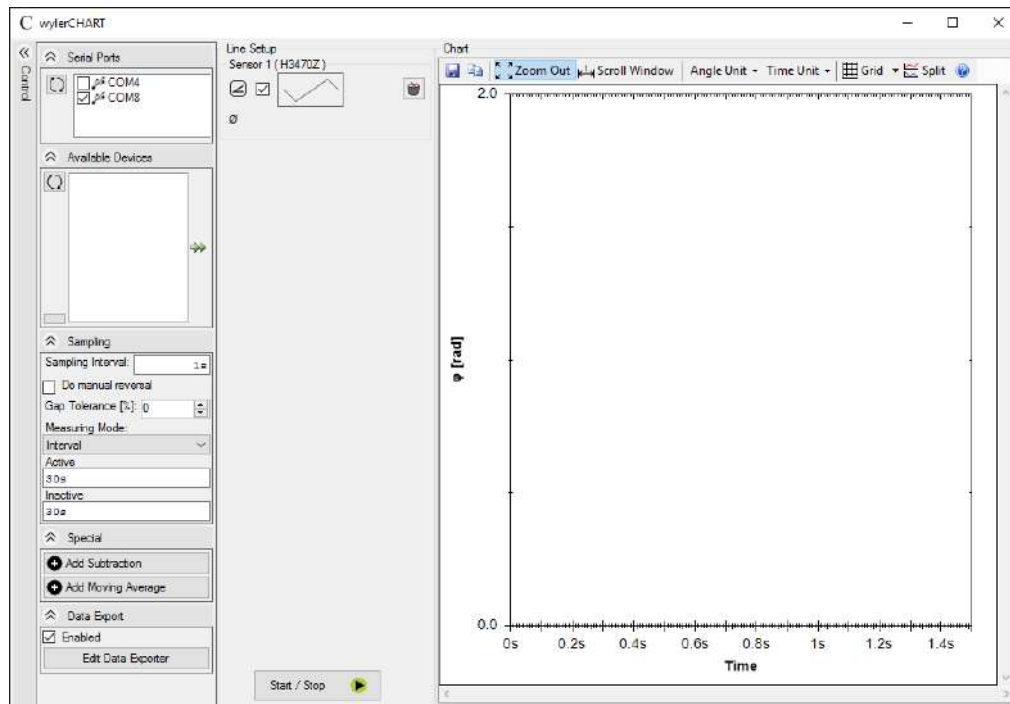 C wylerCHART
Control
Serial Ports
COM4
COM8
Available Devices
Sampling
Sampling Interval: 1s
Do manual reversal
Gap Tolerance [%]: 0
Measuring Mode:
Interval
Active
30s
Inactive
30s
Special
Add Subtraction
Add Moving Average
Data Export
Enabled
Edit Data Exporter
Line Setup
Sensor 1 ( H3470Z )
ø
Start / Stop
Chart
Zoom Out Scroll Window Angle Unit Time Unit Grid Split
2.0
φ [rad]
0.0
0s 0.2s 0.4s 0.6s 0.8s 1s 1.2s 1.4s
Time